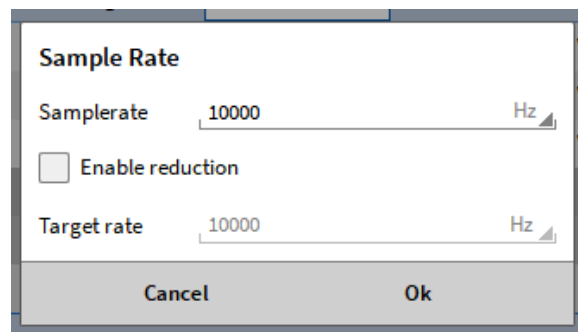 Sample Rate
Samplerate 10000 Hz
Enable reduction
Target rate 10000 Hz
Cancel Ok